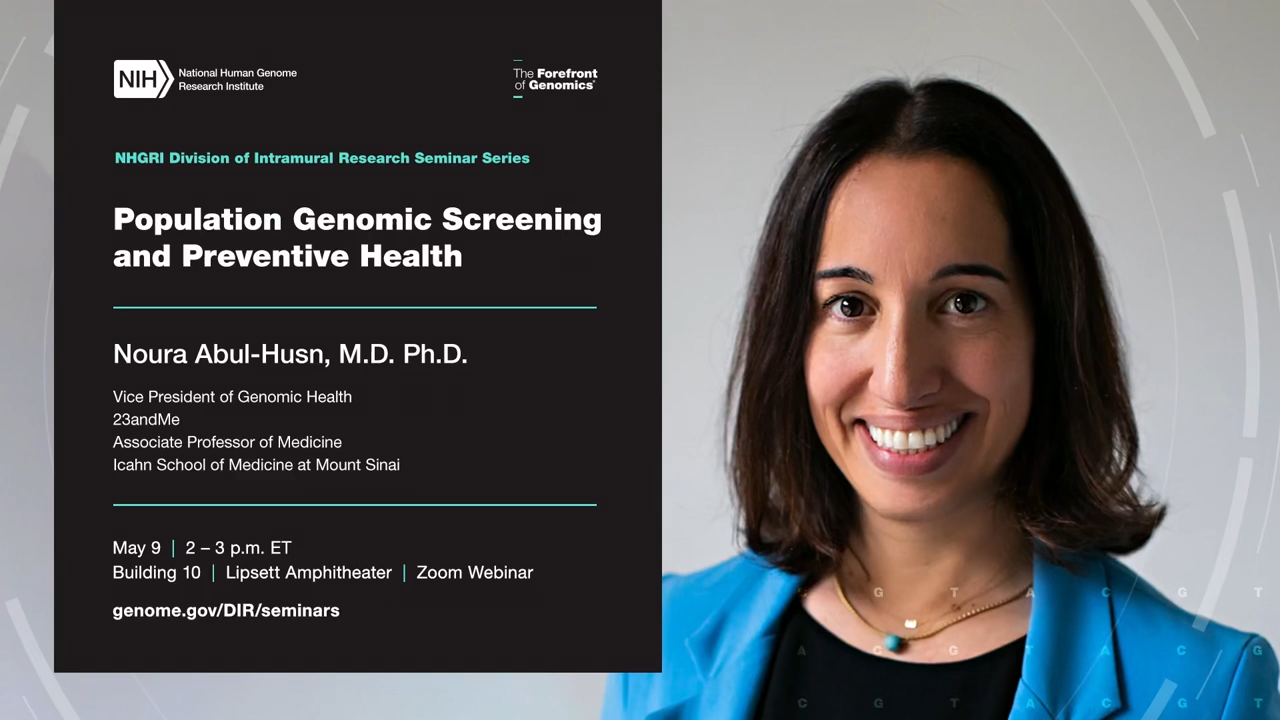 NIH National Human Genome
Research Institute
The Forefront
of Genomics®
NHGRI Division of Intramural Research Seminar Series
Population Genomic Screening
and Preventive Health
Noura Abul-Husn, M.D. Ph.D.
Vice President of Genomic Health
23andMe
Associate Professor of Medicine
Icahn School of Medicine at Mount Sinai
May 9 | 2 – 3 p.m. ET
Building 10 | Lipsett Amphitheater | Zoom Webinar
genome.gov/DIR/seminars
G T A C G T
A C G T A C G
C G T A C G T